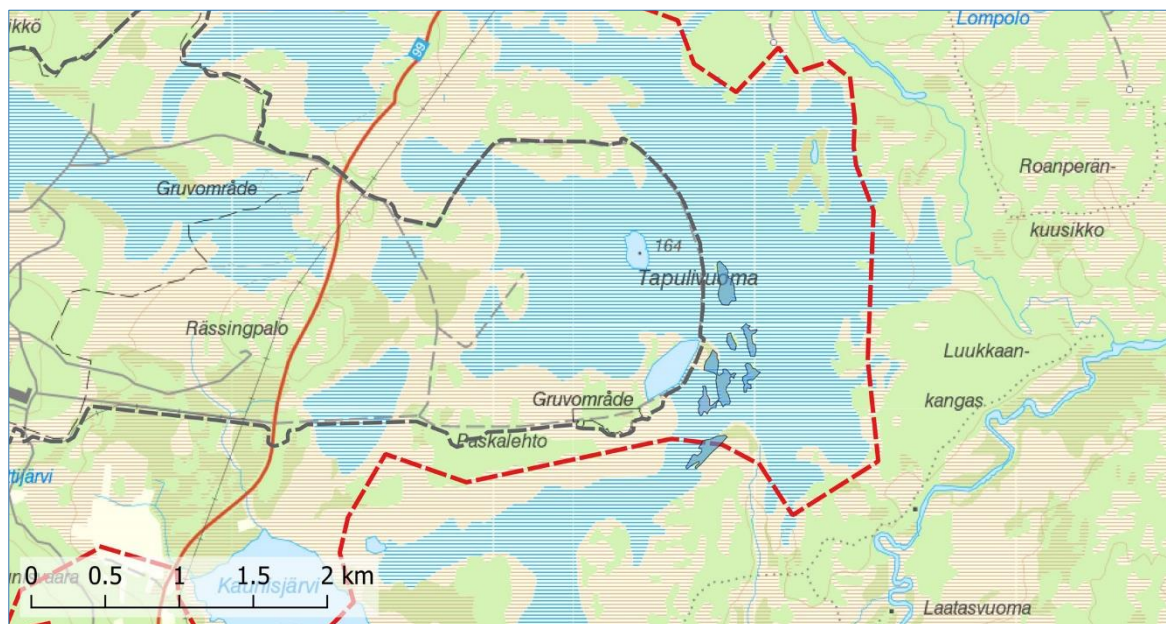 ikkö
99
Lompolo
Gruvområde
Roanperän-
kuusikko
164
Tapulivuoma
Rässingpalo
Luukkaan-
kangas
Gruvområde
Paskalehto
ttijärvi
Kaunisjärvi
Laatasvuoma
0 0.5 1 1.5 2 km